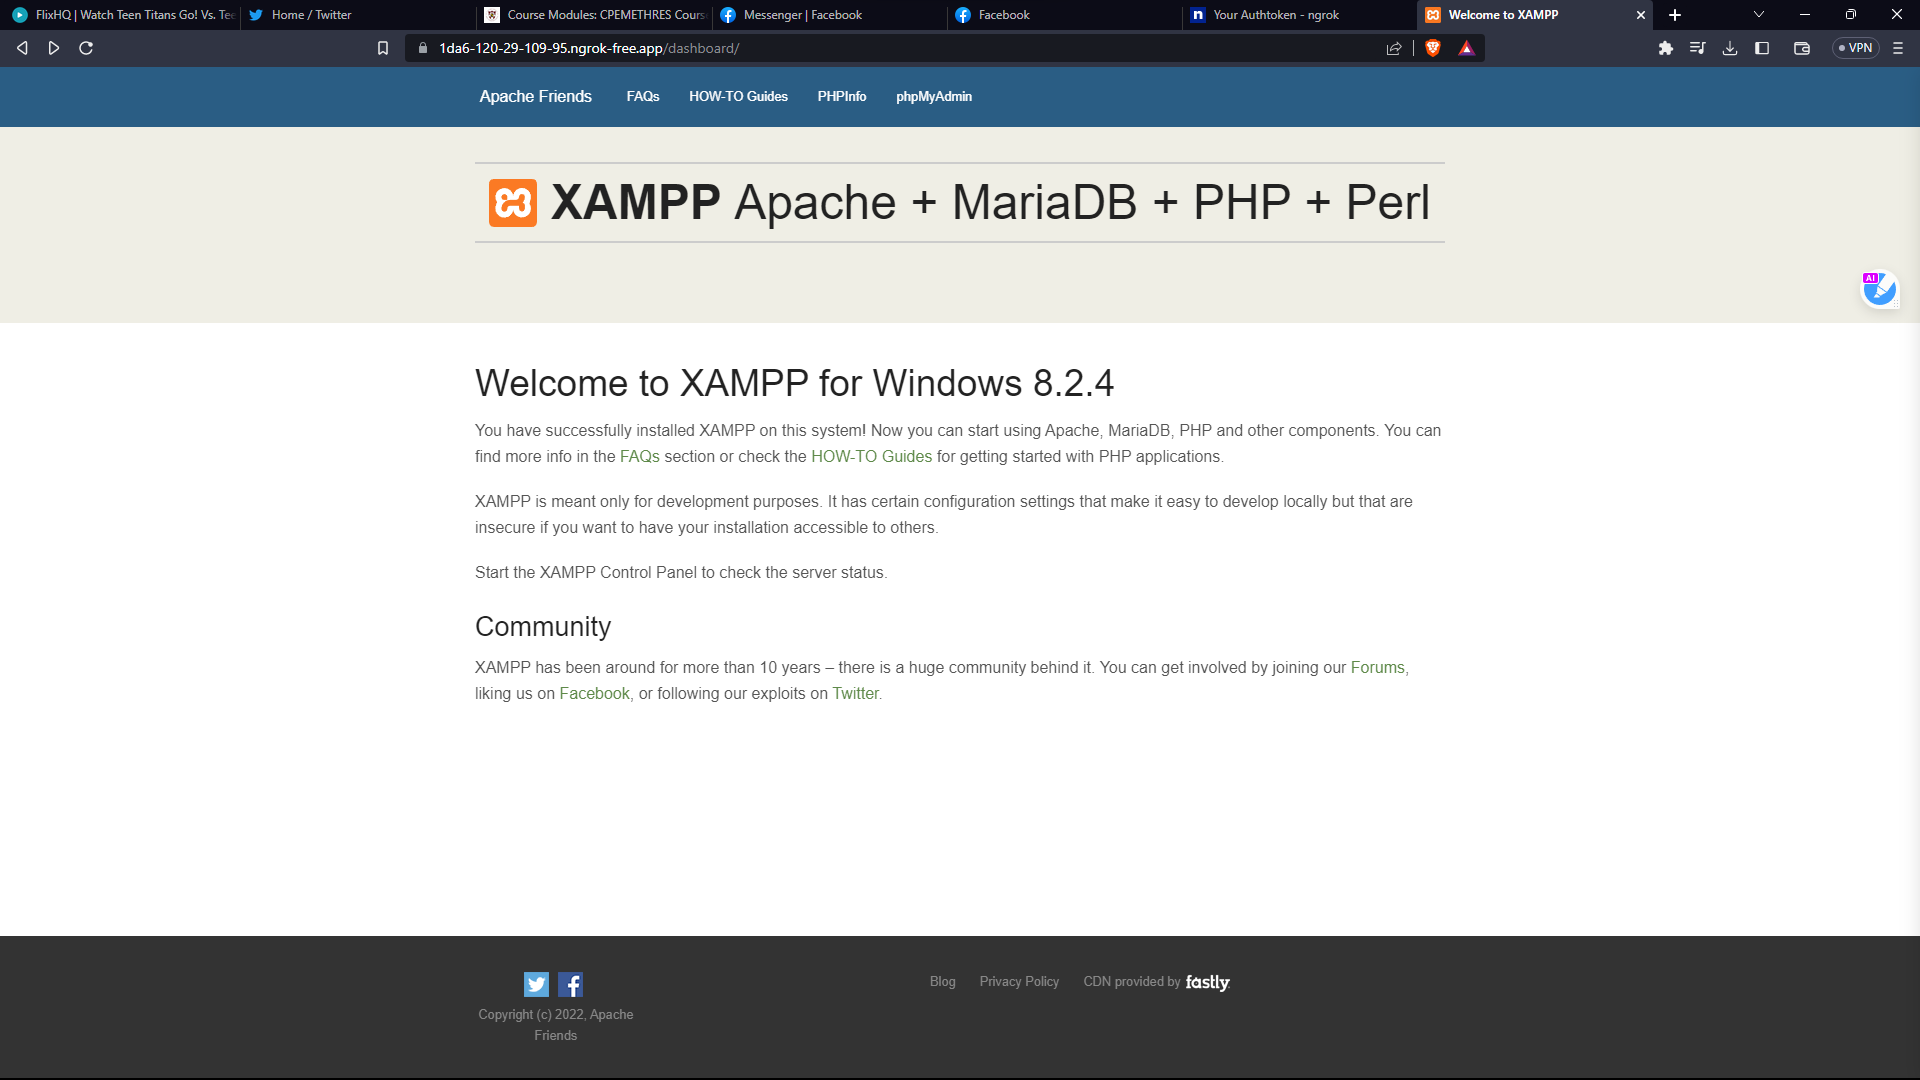 FlixHQ | Watch Teen Titans Go! Vs. Tee
Home / Twitter
Course Modules: CPEMETHRES Cours
Messenger | Facebook
Facebook
Your Authtoken - ngrok
Welcome to XAMPP
1da6-120-29-109-95.ngrok-free.app/dashboard/
VPN
Apache Friends
FAQs
HOW-TO Guides
PHPInfo
phpMyAdmin
XAMPP Apache + MariaDB + PHP + Perl
AI
Welcome to XAMPP for Windows 8.2.4
You have successfully installed XAMPP on this system! Now you can start using Apache, MariaDB, PHP and other components. You can
find more info in the FAQs section or check the HOW-TO Guides for getting started with PHP applications.
XAMPP is meant only for development purposes. It has certain configuration settings that make it easy to develop locally but that are
insecure if you want to have your installation accessible to others.
Start the XAMPP Control Panel to check the server status.
Community
XAMPP has been around for more than 10 years – there is a huge community behind it. You can get involved by joining our Forums,
liking us on Facebook, or following our exploits on Twitter.
Blog
Privacy Policy
CDN provided by fastly
Copyright (c) 2022, Apache
Friends